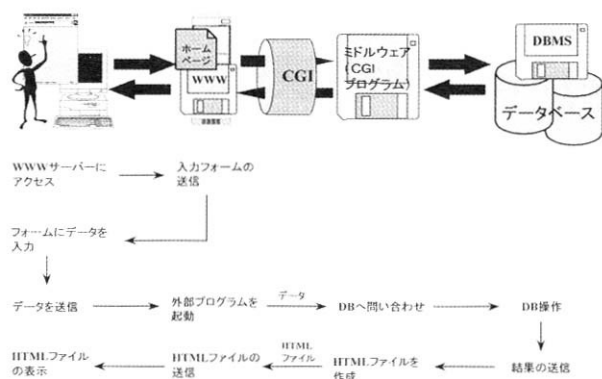 ホーム
ページ
WWW
CGI
ミドルウェア
(CGI
プログラム)
DBMS
データベース
WWWサーバーに
アクセス
入力フォームの
送信
フォームにデータを
入力
データを送信
外部プログラムを
起動
データ
DBへ問い合わせ
DB操作
HTMLファイル
の表示
HTMLファイルの
送信
HTML
ファイル
HTMLファイルを
作成
結果の送信